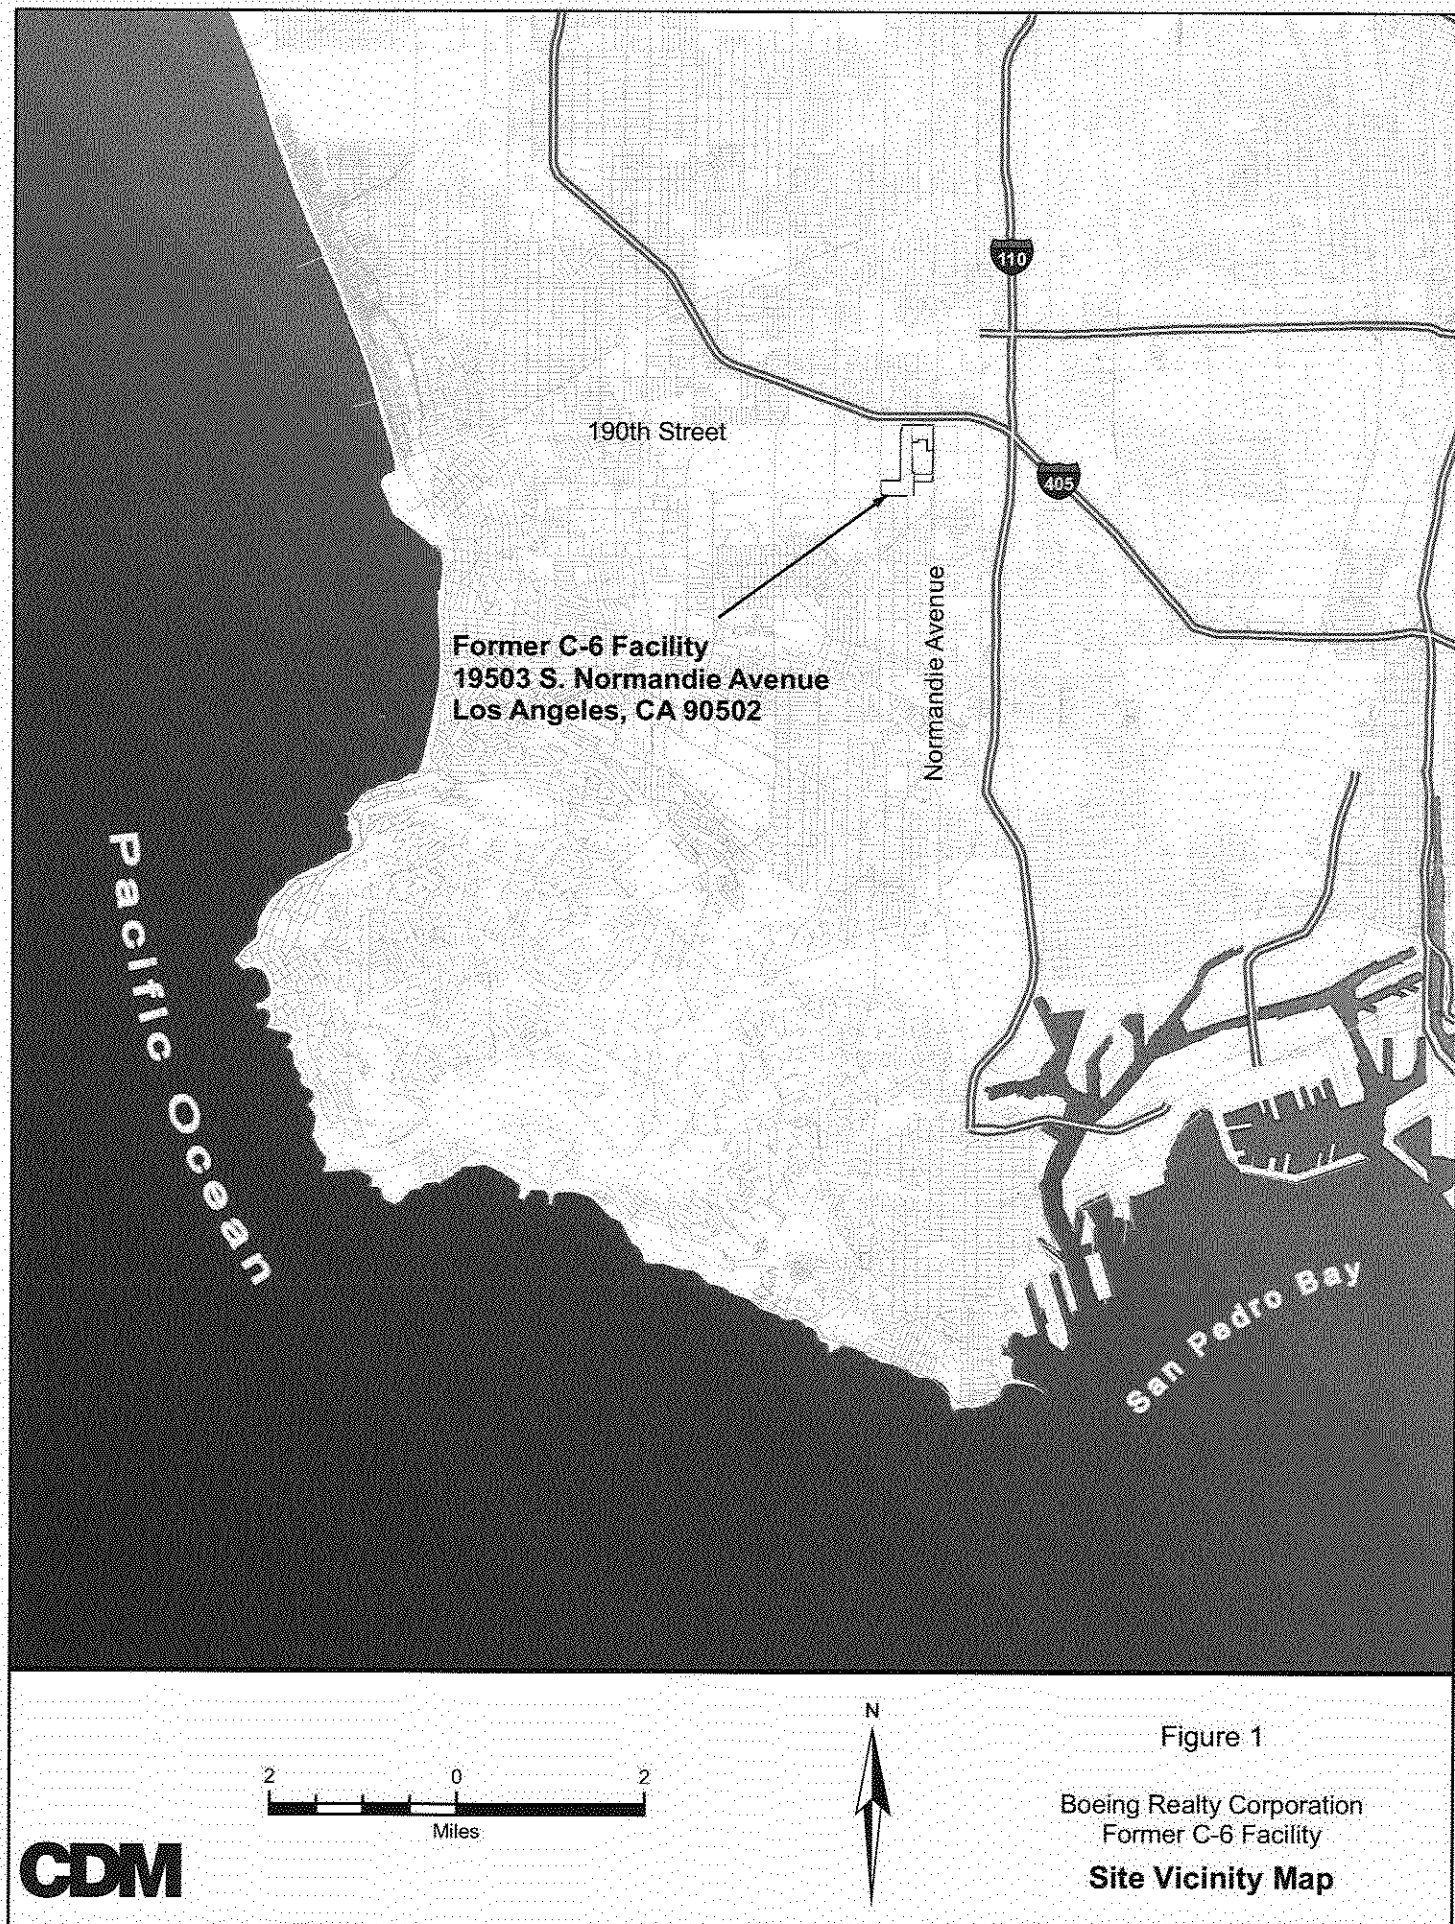 110
190th Street
405
Former C-6 Facility
19503 S. Normandie Avenue
Los Angeles, CA 90502
Normandie Avenue
Pacific Ocean
San Pedro Bay
2 0 2
Miles
N
CDM
Figure 1
Boeing Realty Corporation
Former C-6 Facility
Site Vicinity Map